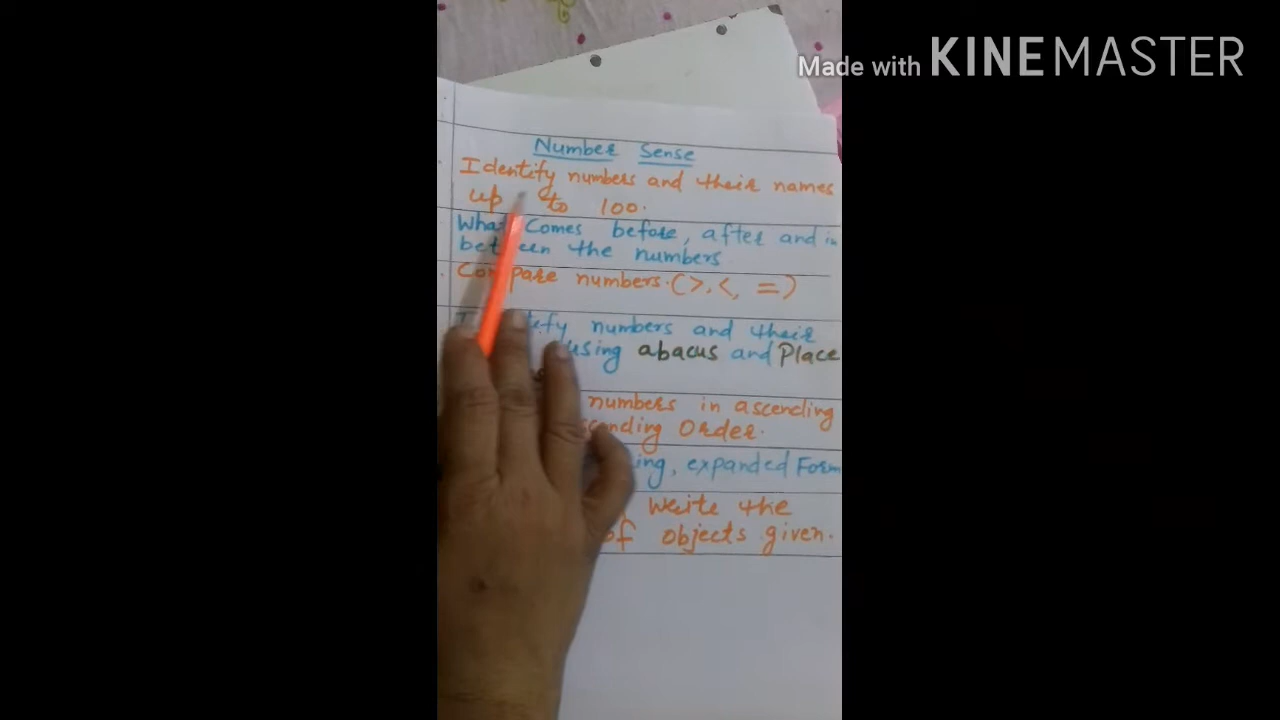 Made with KINEMASTER
Number Sense
Identify numbers and their names
up to 100.
What comes before, after and in
between the numbers
Compare numbers. (>, <, =)
numbers and their
using abacus and Place
numbers in ascending
Order.
expanded Form
Write the
of objects given.